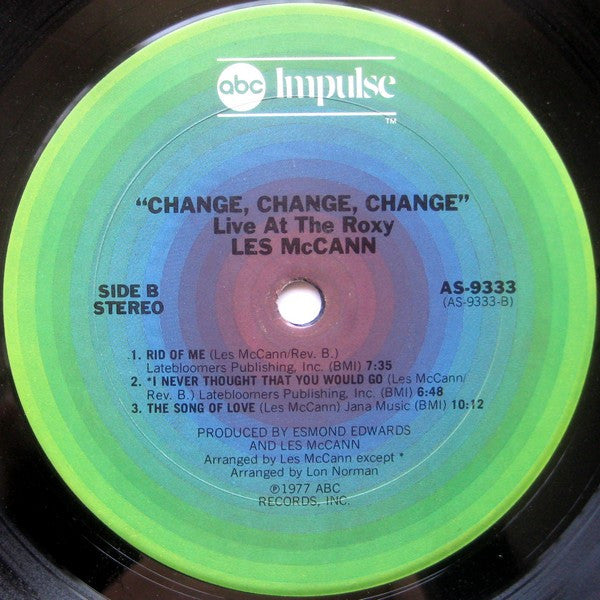 abc Impulse
TM
"CHANGE, CHANGE, CHANGE"
Live At The Roxy
LES McCANN
SIDE B
STEREO
AS-9333
(AS-9333-B)
1. RID OF ME (Les McCann/Rev. B.)
Latebloomers Publishing, Inc. (BMI) 7:35
2. *I NEVER THOUGHT THAT YOU WOULD GO (Les McCann/
Rev. B.) Latebloomers Publishing, Inc. (BMI) 6:48
3. THE SONG OF LOVE (Les McCann) Jana Music (BMI) 10:12
PRODUCED BY ESMOND EDWARDS
AND LES McCANN
Arranged by Les McCann except *
Arranged by Lon Norman
℗1977 ABC
RECORDS, INC.